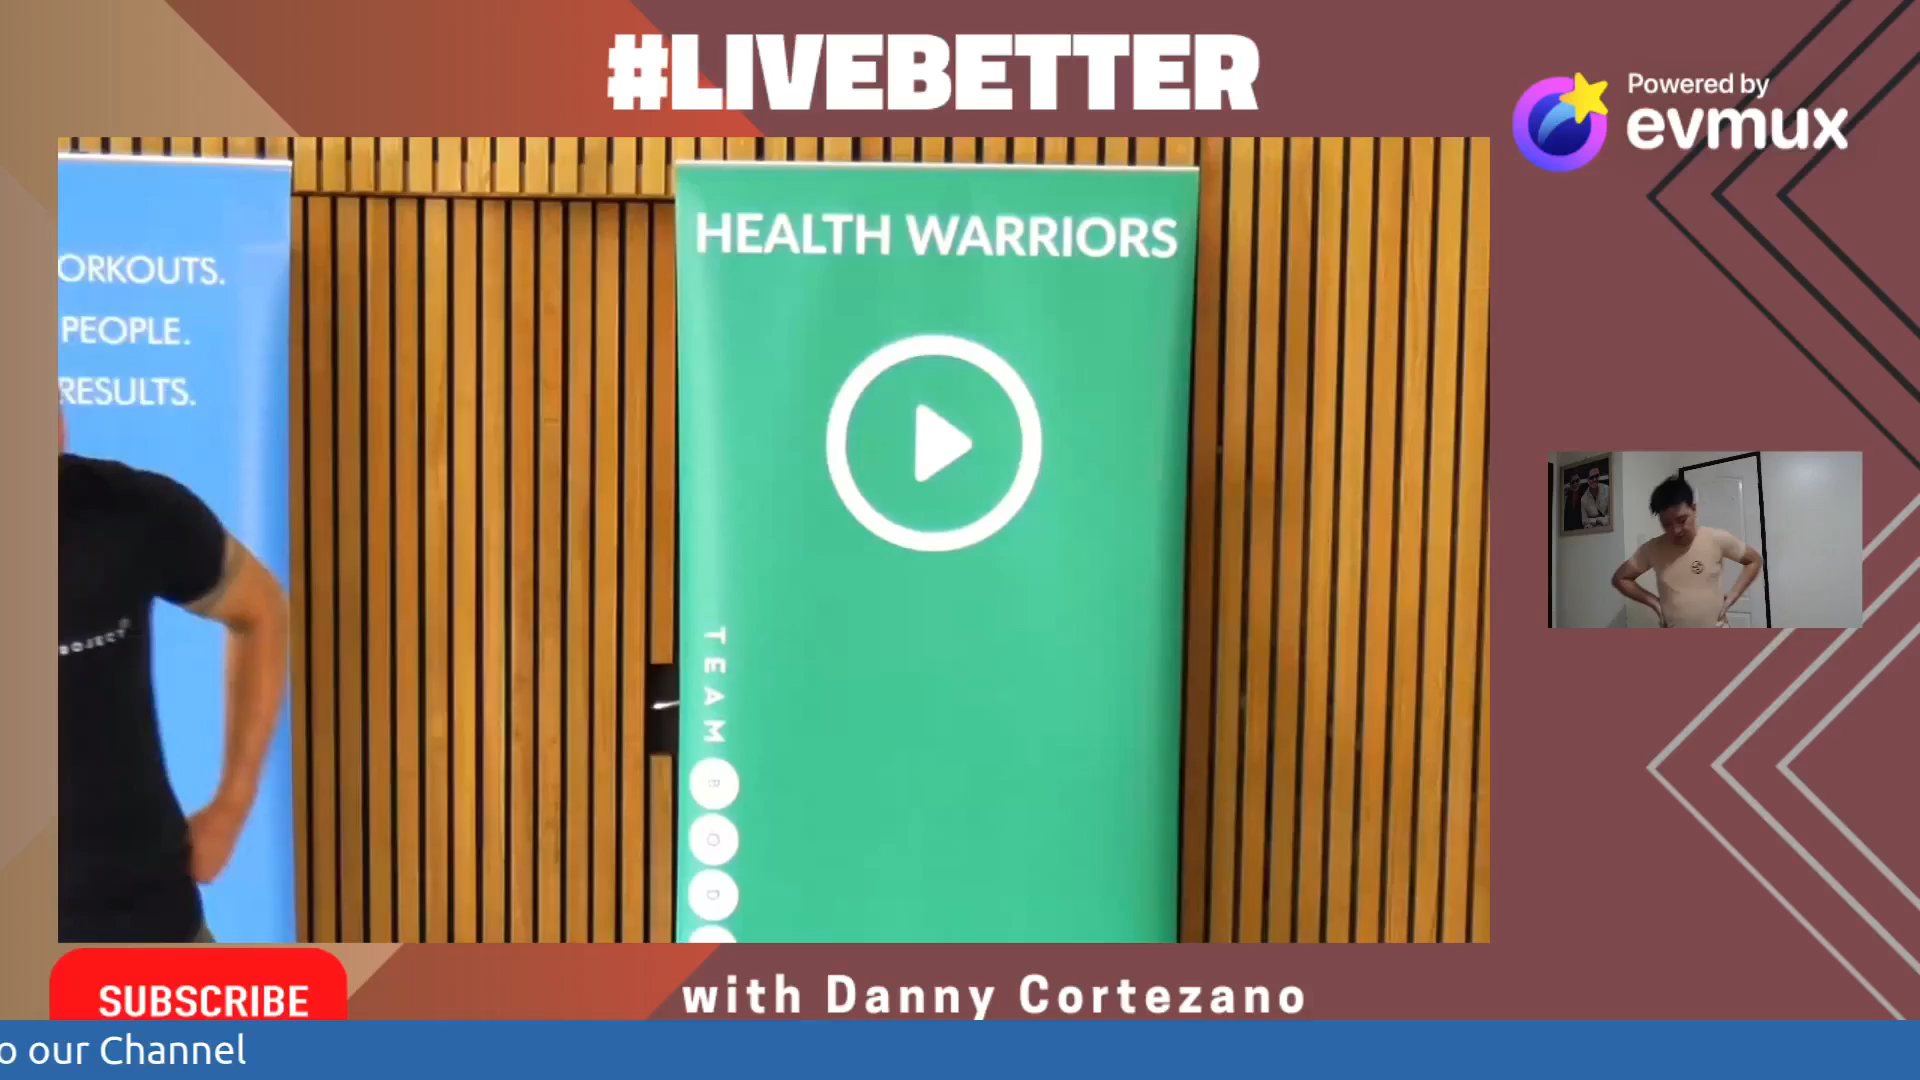 #LIVEBETTER
Powered by
evmux
ORKOUTS.
PEOPLE.
RESULTS.
HEALTH WARRIORS
TEAM
B
O
D
SUBSCRIBE
with Danny Cortezano
o our Channel